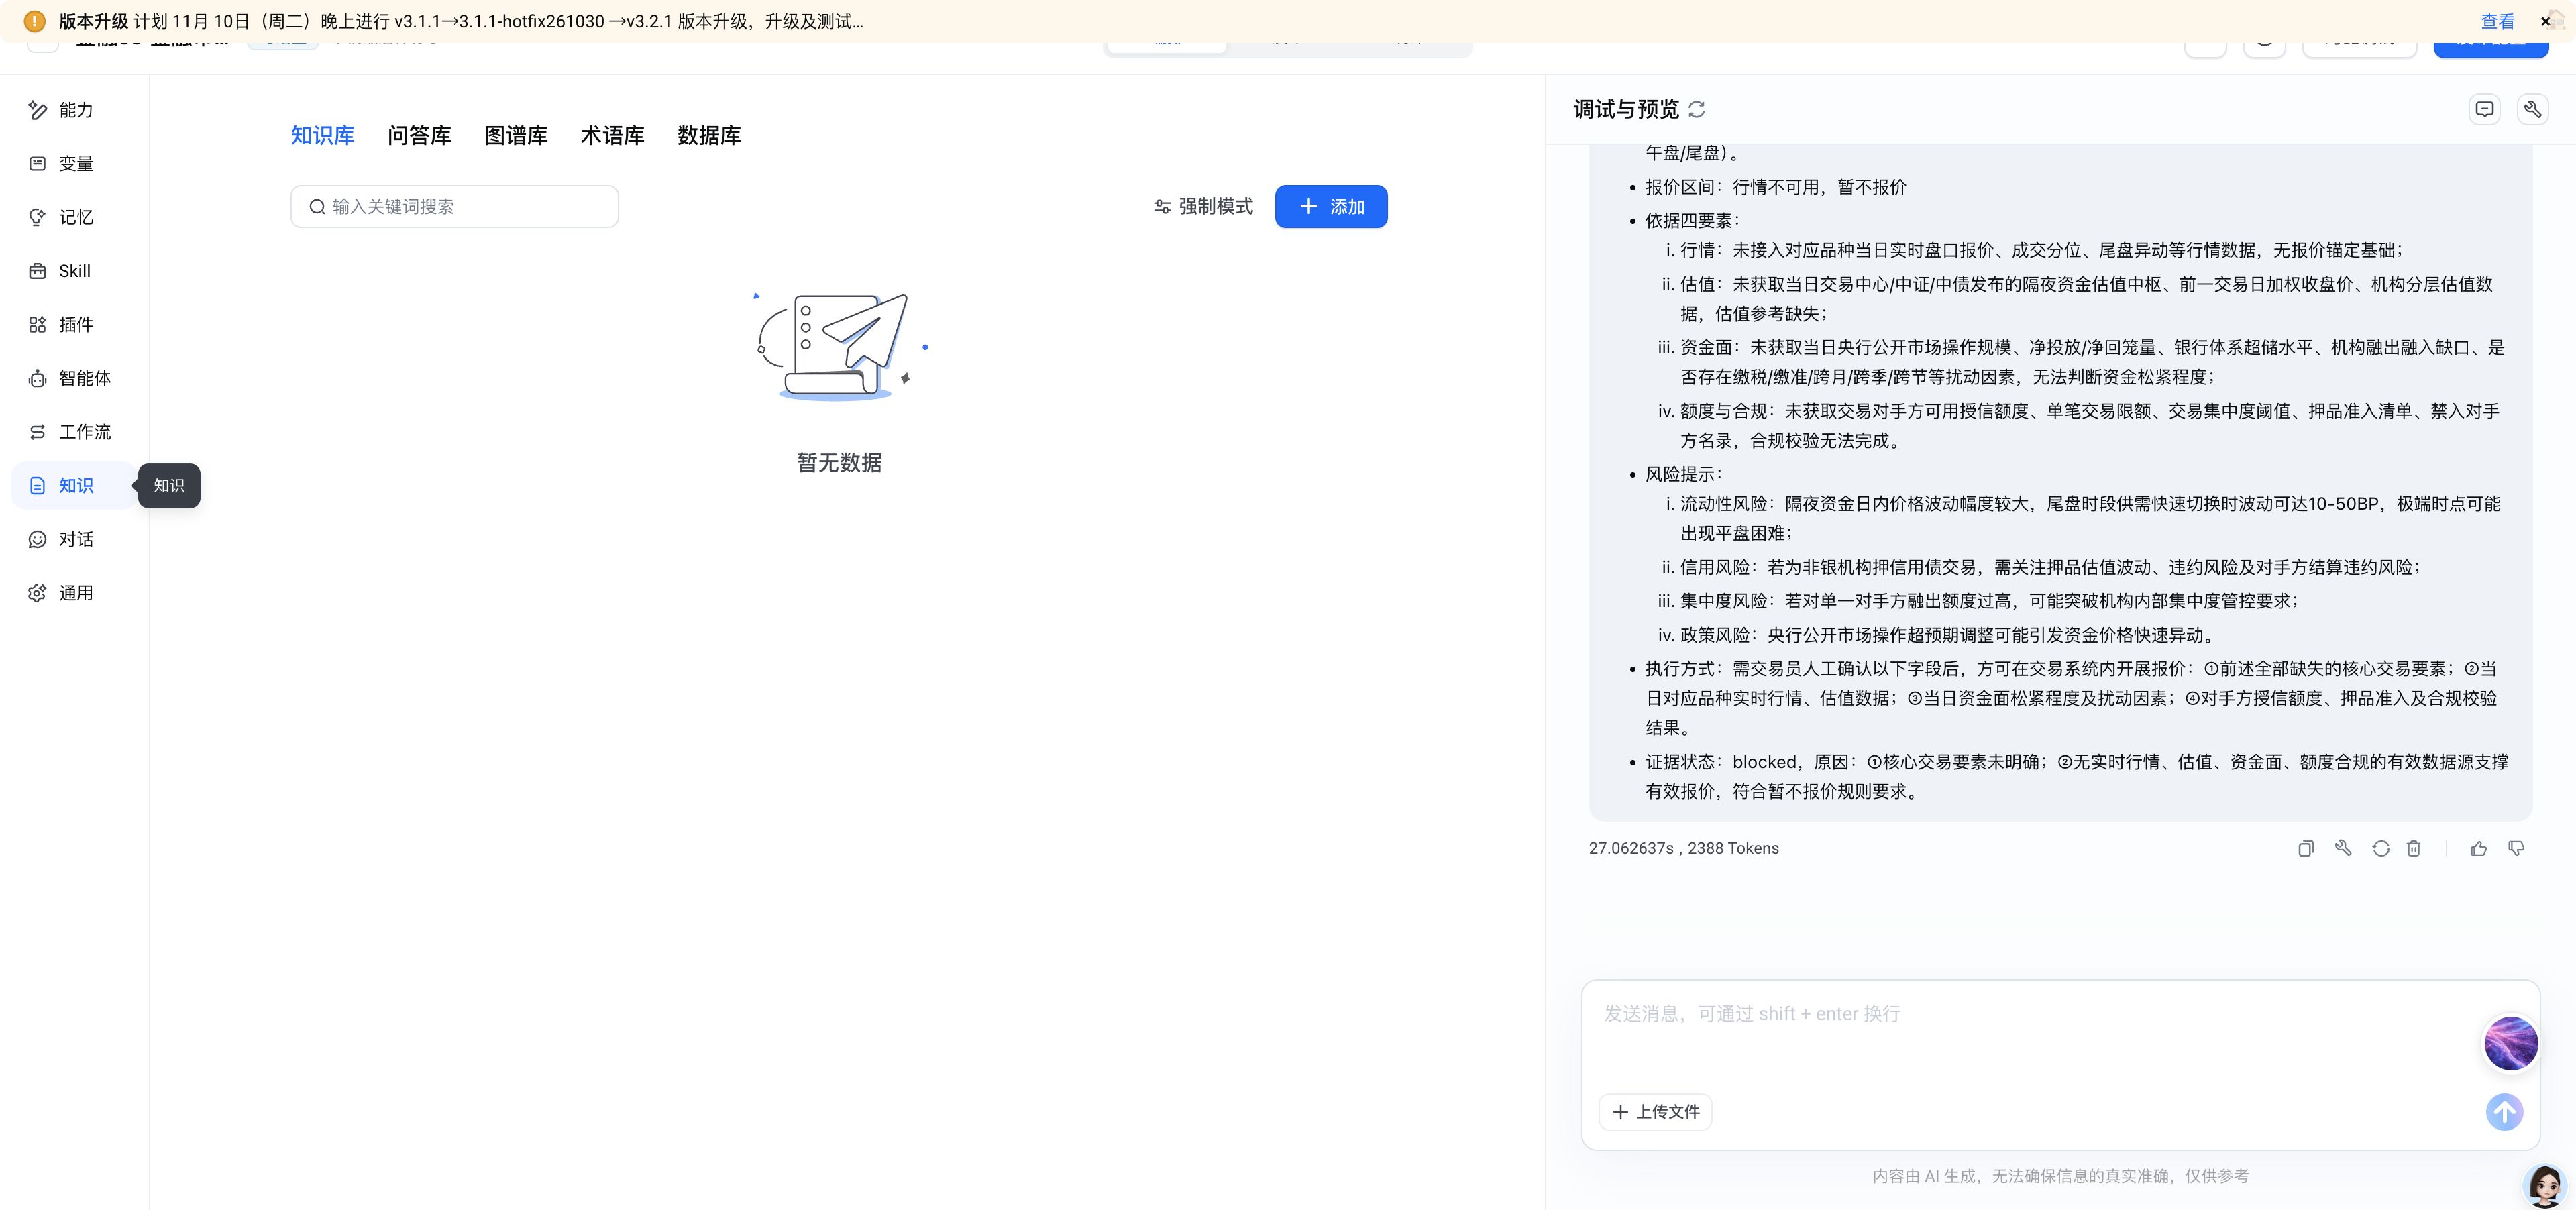 版本升级 计划 11月 10日（周二）晚上进行 v3.1.1→3.1.1-hotfix261030 →v3.2.1 版本升级，升级及测试...
查看
能力
变量
记忆
Skill
插件
智能体
工作流
知识
知识
对话
通用
知识库 问答库 图谱库 术语库 数据库
输入关键词搜索
强制模式
添加
暂无数据
调试与预览
午盘/尾盘）。
• 报价区间：行情不可用，暂不报价
• 依据四要素：
i. 行情：未接入对应品种当日实时盘口报价、成交分位、尾盘异动等行情数据，无报价锚定基础；
ii. 估值：未获取当日交易中心/中证/中债发布的隔夜资金估值中枢、前一交易日加权收盘价、机构分层估值数
据，估值参考缺失；
iii. 资金面：未获取当日央行公开市场操作规模、净投放/净回笼量、银行体系超储水平、机构融出融入缺口、是
否存在缴税/缴准/跨月/跨季/跨节等扰动因素，无法判断资金松紧程度；
iv. 额度与合规：未获取交易对手方可用授信额度、单笔交易限额、交易集中度阈值、押品准入清单、禁入对手
方名录，合规校验无法完成。
• 风险提示：
i. 流动性风险：隔夜资金日内价格波动幅度较大，尾盘时段供需快速切换时波动可达10-50BP，极端时点可能
出现平盘困难；
ii. 信用风险：若为非银机构押信用债交易，需关注押品估值波动、违约风险及对手方结算违约风险；
iii. 集中度风险：若对单一对手方融出额度过高，可能突破机构内部集中度管控要求；
iv. 政策风险：央行公开市场操作超预期调整可能引发资金价格快速异动。
• 执行方式：需交易员人工确认以下字段后，方可在交易系统内开展报价：①前述全部缺失的核心交易要素；②当
日对应品种实时行情、估值数据；③当日资金面松紧程度及扰动因素；④对手方授信额度、押品准入及合规校验
结果。
• 证据状态：blocked，原因：①核心交易要素未明确；②无实时行情、估值、资金面、额度合规的有效数据源支撑
有效报价，符合暂不报价规则要求。
27.062637s , 2388 Tokens
发送消息，可通过 shift + enter 换行
上传文件
内容由 AI 生成，无法确保信息的真实准确，仅供参考